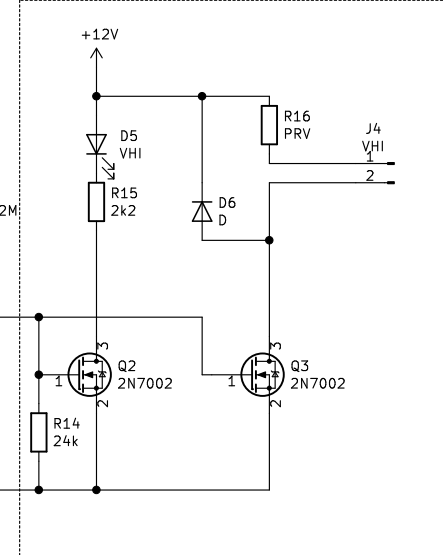 +12V
R16
PRV
J4
VHI
1
2
D5
VHI
R15
2k2
2M
D6
D
3
Q2
1
2N7002
2
3
Q3
1
2N7002
2
R14
24k